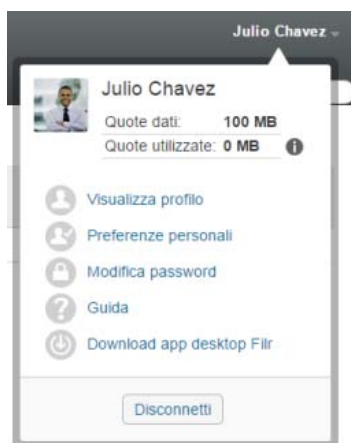 Julio Chavez
Julio Chavez
Quote dati: 100 MB
Quote utilizzate: 0 MB
Visualizza profilo
Preferenze personali
Modifica password
Guida
Download app desktop Filr
Disconnetti